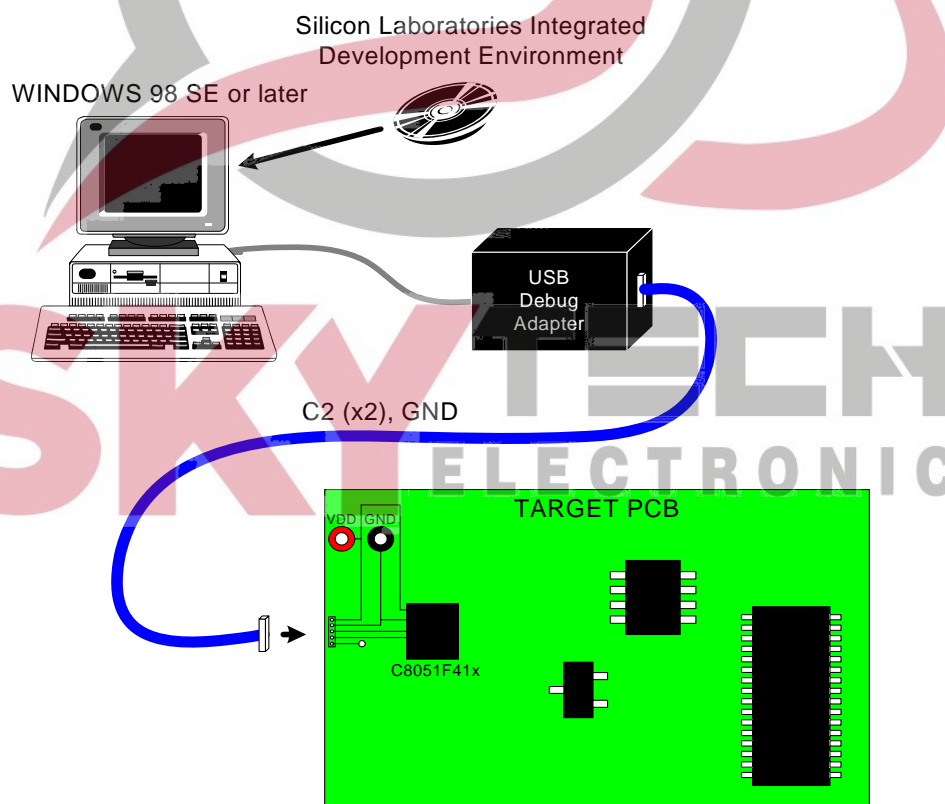 Silicon Laboratories Integrated
Development Environment
WINDOWS 98 SE or later
USB
Debug
Adapter
SKYTECH
ELECTRONIC
C2 (x2), GND
TARGET PCB
VDD GND
C8051F41x